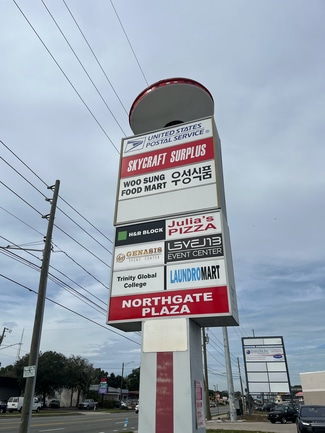 UNITED STATES
POSTAL SERVICE
SKYCRAFT SURPLUS
WOO SUNG
FOOD MART
우성식품
H&R BLOCK
Julia's
PIZZA
GENASIS
EVENT CENTER
Trinity Global
College
LAUNDROMART
NORTHGATE
PLAZA